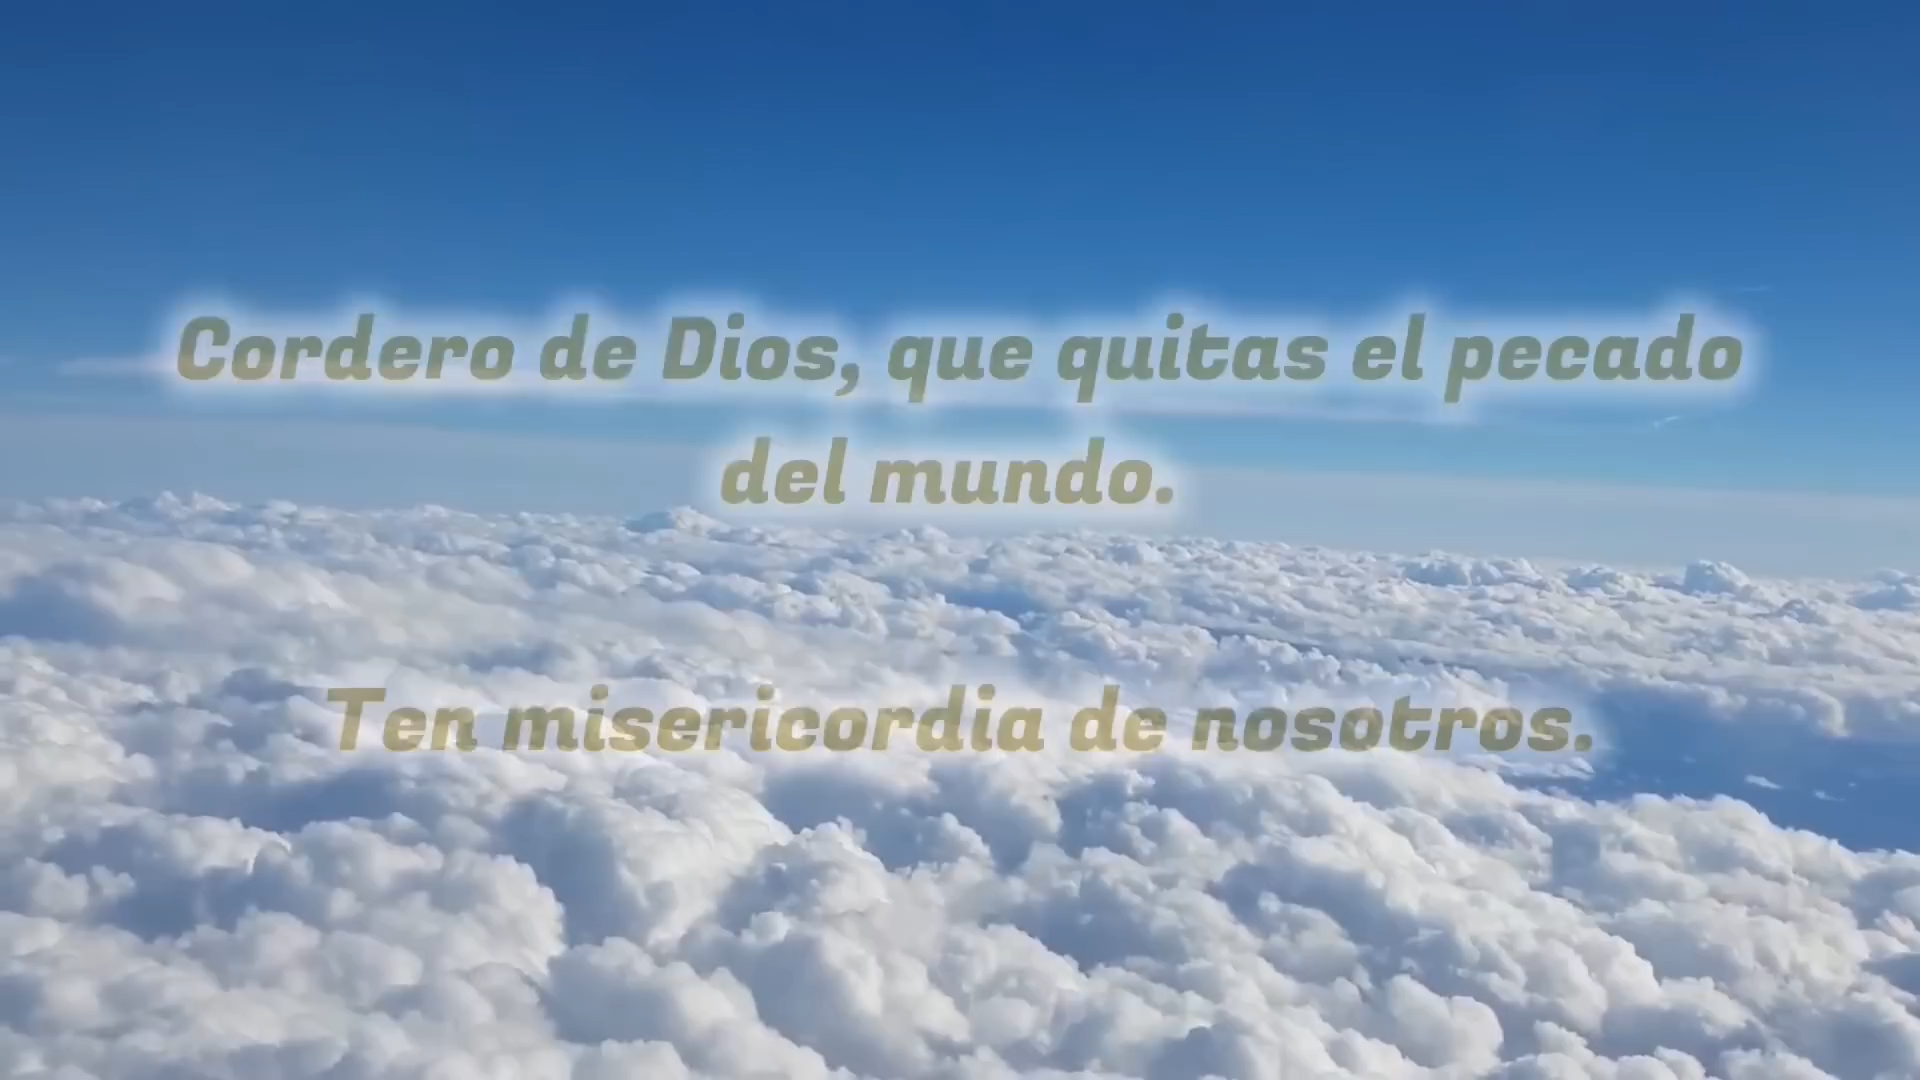 Cordero de Dios, que quitas el pecado
del mundo.
Ten misericordia de nosotros.